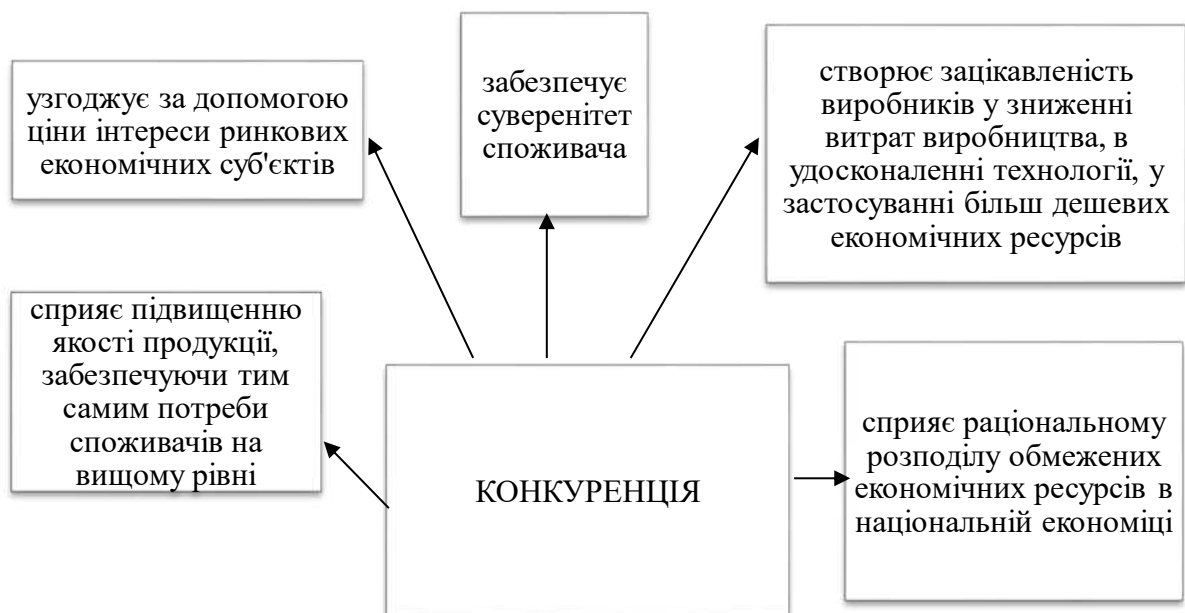 узгоджує за допомогою
ціни інтереси ринкових
економічних суб'єктів
забезпечує
суверенітет
споживача
створює зацікавленість
виробників у зниженні
витрат виробництва, в
удосконаленні технології, у
застосуванні більш дешевих
економічних ресурсів
сприяє підвищенню
якості продукції,
забезпечуючи тим
самим потреби
споживачів на
вищому рівні
КОНКУРЕНЦІЯ
сприяє раціональному
розподілу обмежених
економічних ресурсів в
національній економіці